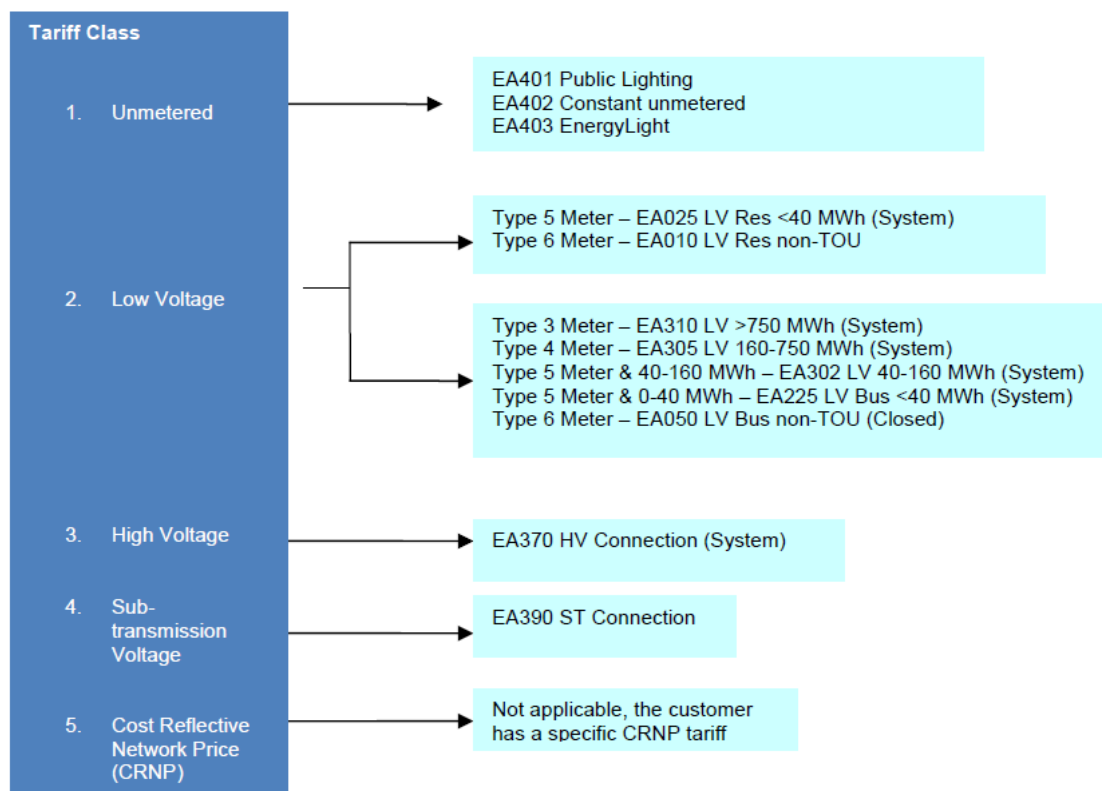 Tariff Class
1. Unmetered
EA401 Public Lighting
EA402 Constant unmetered
EA403 EnergyLight
2. Low Voltage
Type 5 Meter – EA025 LV Res <40 MWh (System)
Type 6 Meter – EA010 LV Res non-TOU
Type 3 Meter – EA310 LV >750 MWh (System)
Type 4 Meter – EA305 LV 160-750 MWh (System)
Type 5 Meter & 40-160 MWh – EA302 LV 40-160 MWh (System)
Type 5 Meter & 0-40 MWh – EA225 LV Bus <40 MWh (System)
Type 6 Meter – EA050 LV Bus non-TOU (Closed)
3. High Voltage
EA370 HV Connection (System)
4. Sub-
transmission
Voltage
EA390 ST Connection
5. Cost Reflective
Network Price
(CRNP)
Not applicable, the customer
has a specific CRNP tariff